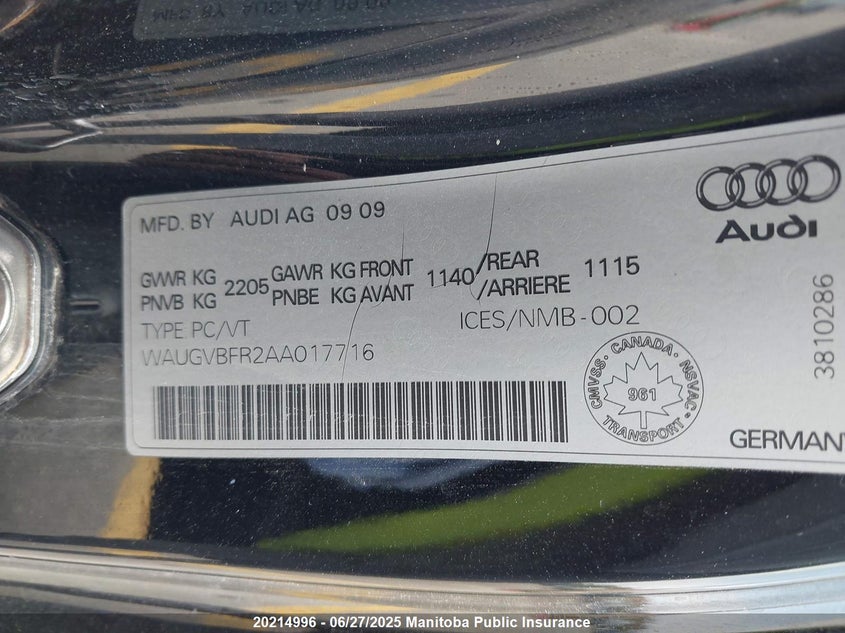 MFD. BY AUDI AG 09 09
Audi
GVWR KG 2205 GAWR KG FRONT 1140 /REAR 1115
PNVB KG PNBE KG AVANT /ARRIERE
TYPE PC/VT ICES/NMB-002
WAUGVBFR2AA017716
CMVSS · CANADA · NSVAC
961
TRANSPORT
3810286
GERMANY
20214996 - 06/27/2025 Manitoba Public Insurance